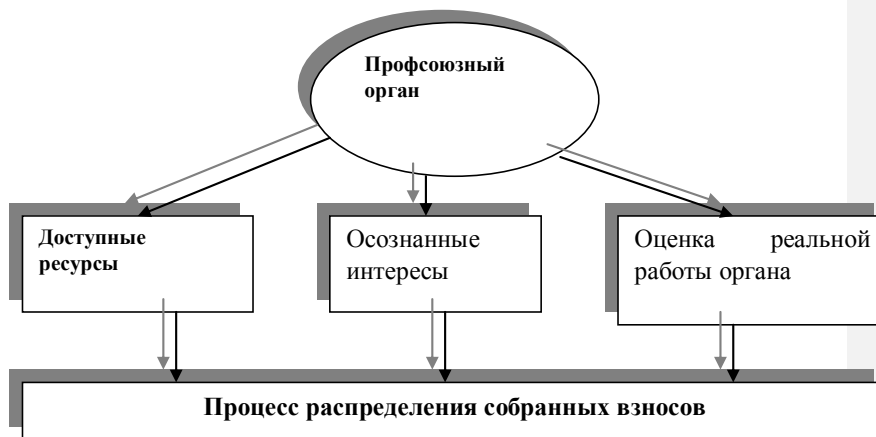 Профсоюзный
орган
Доступные
ресурсы
Осознанные
интересы
Оценка реальной
работы органа
Процесс распределения собранных взносов